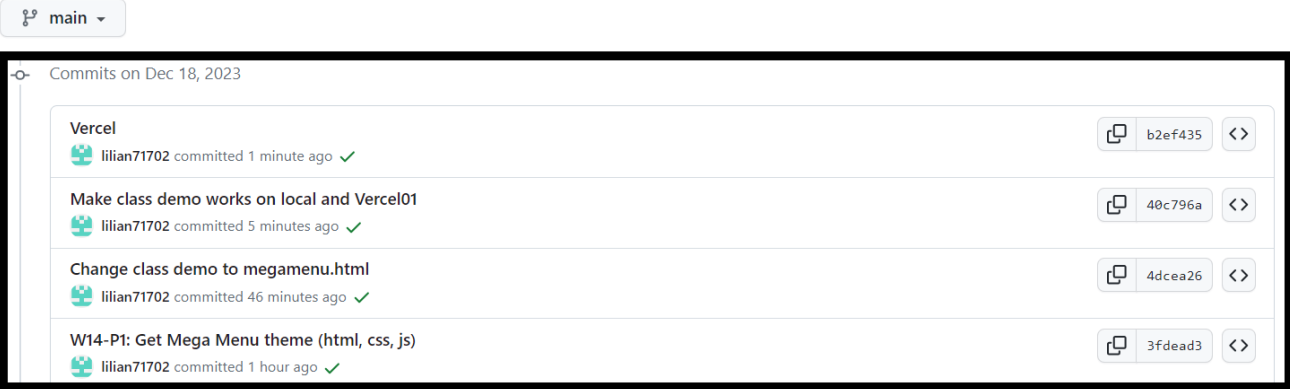 main
Commits on Dec 18, 2023
Vercel
b2ef435
lilian71702 committed 1 minute ago
Make class demo works on local and Vercel01
40c796a
lilian71702 committed 5 minutes ago
Change class demo to megamenu.html
4dcea26
lilian71702 committed 46 minutes ago
W14-P1: Get Mega Menu theme (html, css, js)
3fdead3
lilian71702 committed 1 hour ago